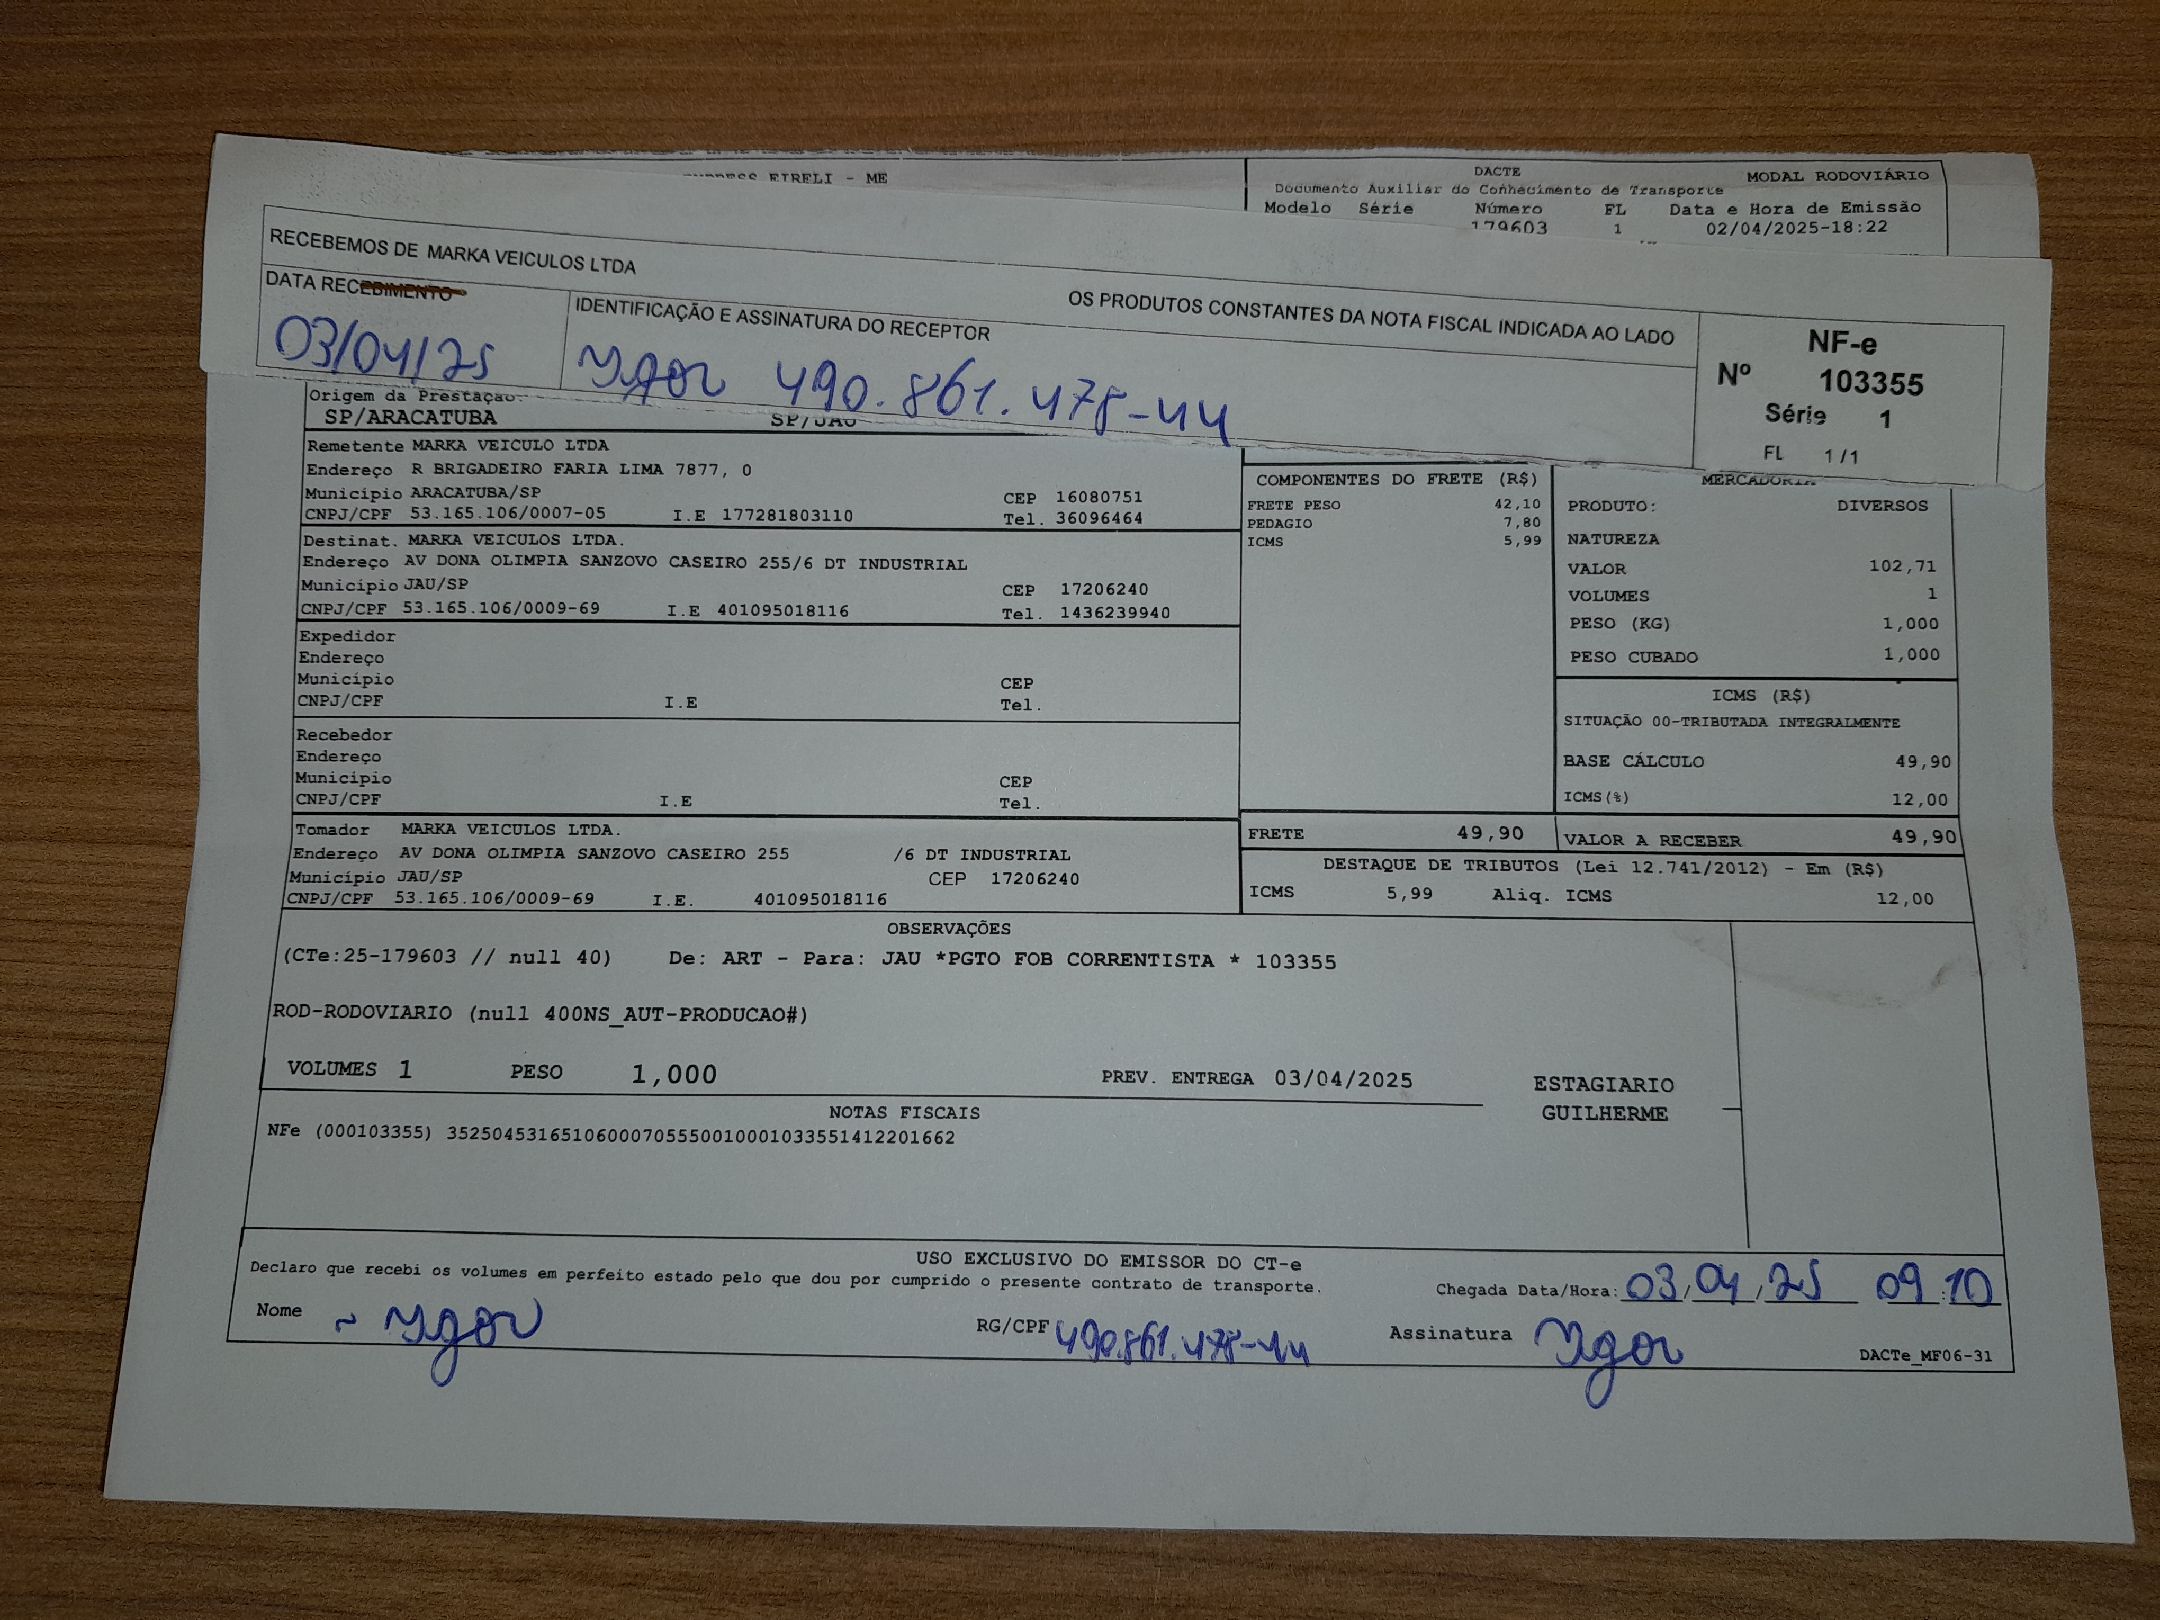 EIRELI - ME
DACTE
MODAL RODOVIÁRIO
Documento Auxiliar do Conhecimento de Transporte
Modelo Série Número FL Data e Hora de Emissão
179603 1 02/04/2025-18:22
RECEBEMOS DE MARKA VEICULOS LTDA
OS PRODUTOS CONSTANTES DA NOTA FISCAL INDICADA AO LADO
DATA RECEBIMENTO
03/04/25
IDENTIFICAÇÃO E ASSINATURA DO RECEPTOR
Ygor 490.861.478-44
NF-e
Nº 103355
Série 1
FL 1/1
Origem da Prestação
SP/ARACATUBA SP/JAU
Remetente MARKA VEICULO LTDA
Endereço R BRIGADEIRO FARIA LIMA 7877, 0
Município ARACATUBA/SP CEP 16080751
CNPJ/CPF 53.165.106/0007-05 I.E 177281803110 Tel. 36096464
Destinat. MARKA VEICULOS LTDA.
Endereço AV DONA OLIMPIA SANZOVO CASEIRO 255/6 DT INDUSTRIAL
Município JAU/SP CEP 17206240
CNPJ/CPF 53.165.106/0009-69 I.E 401095018116 Tel. 1436239940
Expedidor
Endereço
Município CEP
CNPJ/CPF I.E Tel.
Recebedor
Endereço
Município CEP
CNPJ/CPF I.E Tel.
Tomador MARKA VEICULOS LTDA.
Endereço AV DONA OLIMPIA SANZOVO CASEIRO 255 /6 DT INDUSTRIAL
Município JAU/SP CEP 17206240
CNPJ/CPF 53.165.106/0009-69 I.E. 401095018116
COMPONENTES DO FRETE (R$)
FRETE PESO 42,10
PEDAGIO 7,80
ICMS 5,99
MERCADORIA
PRODUTO: DIVERSOS
NATUREZA
VALOR 102,71
VOLUMES 1
PESO (KG) 1,000
PESO CUBADO 1,000
ICMS (R$)
SITUAÇÃO 00-TRIBUTADA INTEGRALMENTE
BASE CÁLCULO 49,90
ICMS(%) 12,00
FRETE 49,90 VALOR A RECEBER 49,90
DESTAQUE DE TRIBUTOS (Lei 12.741/2012) - Em (R$)
ICMS 5,99 Aliq. ICMS 12,00
OBSERVAÇÕES
(CTe:25-179603 // null 40) De: ART - Para: JAU *PGTO FOB CORRENTISTA * 103355
ROD-RODOVIARIO (null 400NS_AUT-PRODUCAO#)
VOLUMES 1 PESO 1,000 PREV. ENTREGA 03/04/2025
ESTAGIARIO
GUILHERME
NOTAS FISCAIS
NFe (000103355) 35250453165106000705550010001033551412201662
USO EXCLUSIVO DO EMISSOR DO CT-e
Declaro que recebi os volumes em perfeito estado pelo que dou por cumprido o presente contrato de transporte.
Chegada Data/Hora: 03/04/25 09:10
Nome Ygor RG/CPF 490.861.478-44 Assinatura Ygor
DACTe_MF06-31